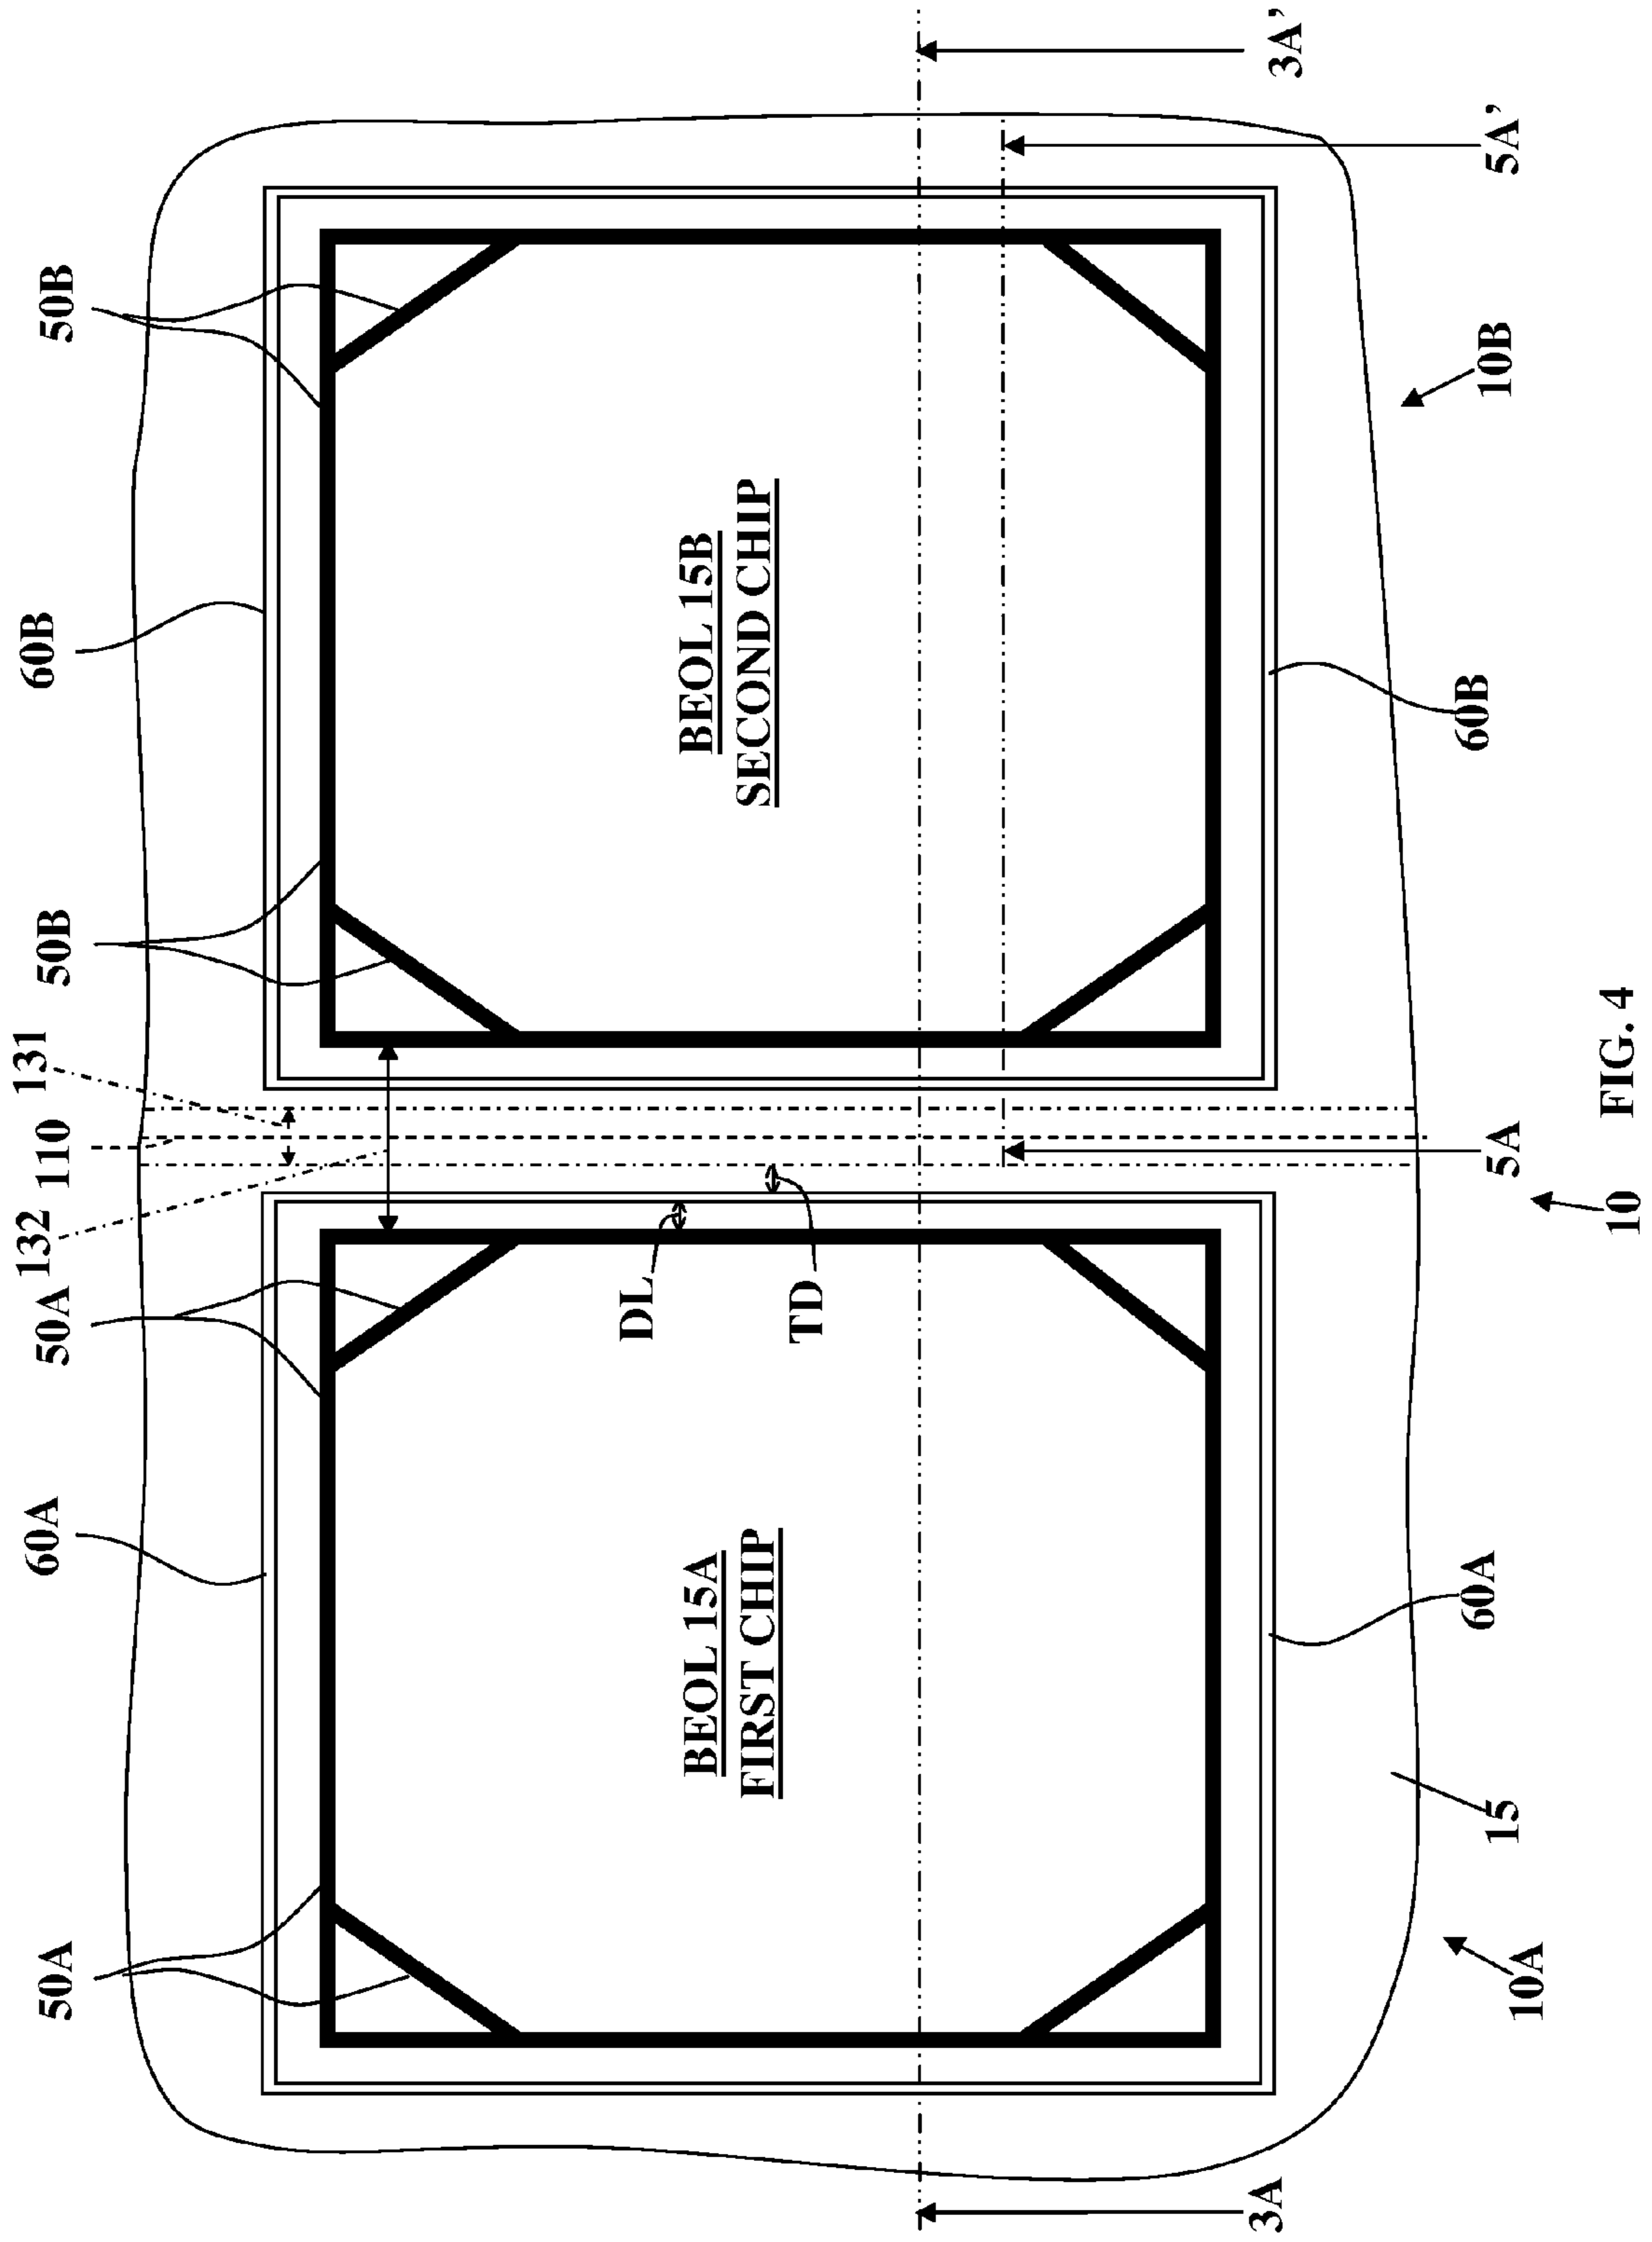 60A
50A
132
110
131
50B
60B
50B
50A
DL
TD
BEOL 15A
FIRST CHIP
BEOL 15B
SECOND CHIP
3A
3A’
5A
5A’
60A
60B
15
10A
10
10B
FIG. 4